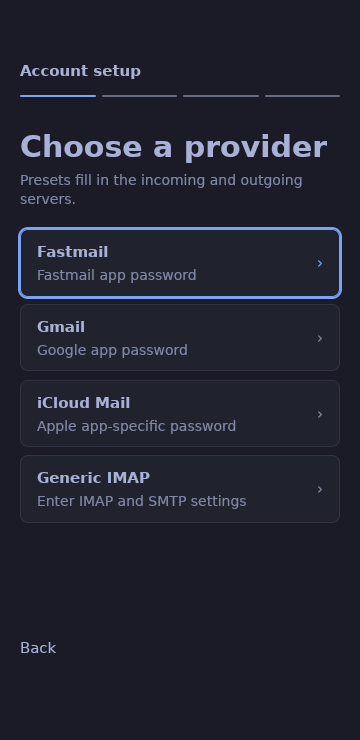 Account setup
Choose a provider
Presets fill in the incoming and outgoing
servers.
Fastmail
Fastmail app password
›
Gmail
Google app password
›
iCloud Mail
Apple app-specific password
›
Generic IMAP
Enter IMAP and SMTP settings
›
Back